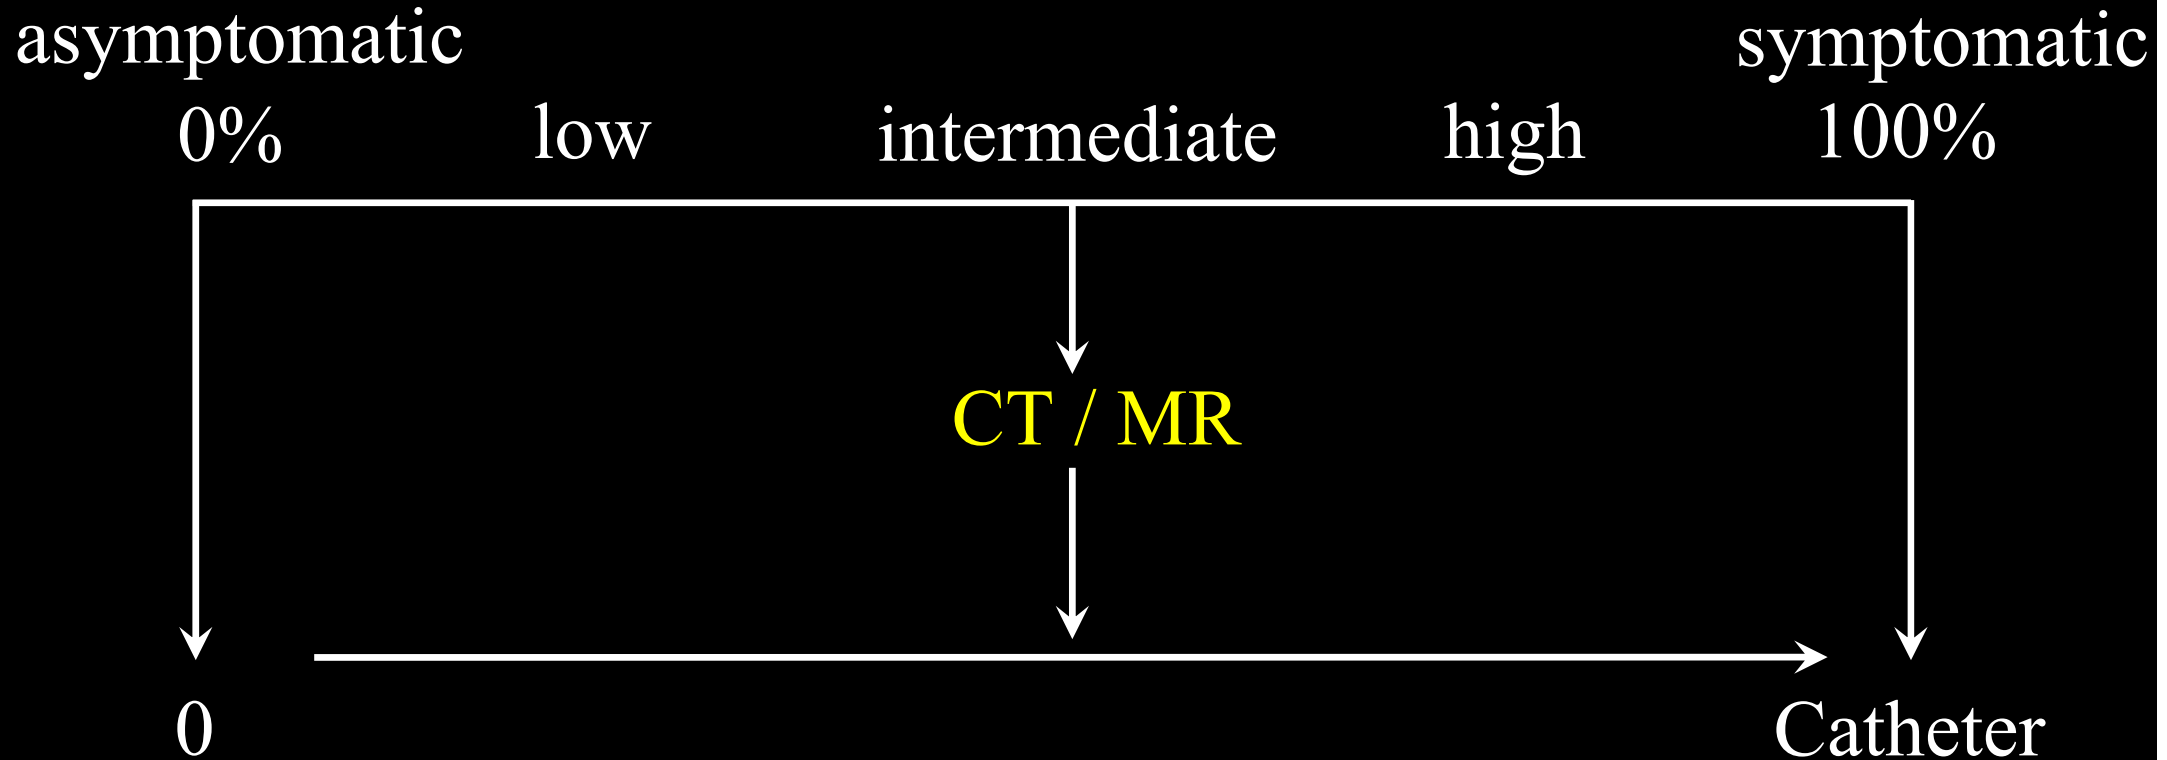 asymptomatic symptomatic
0% low intermediate high 100%
CT / MR
0 Catheter